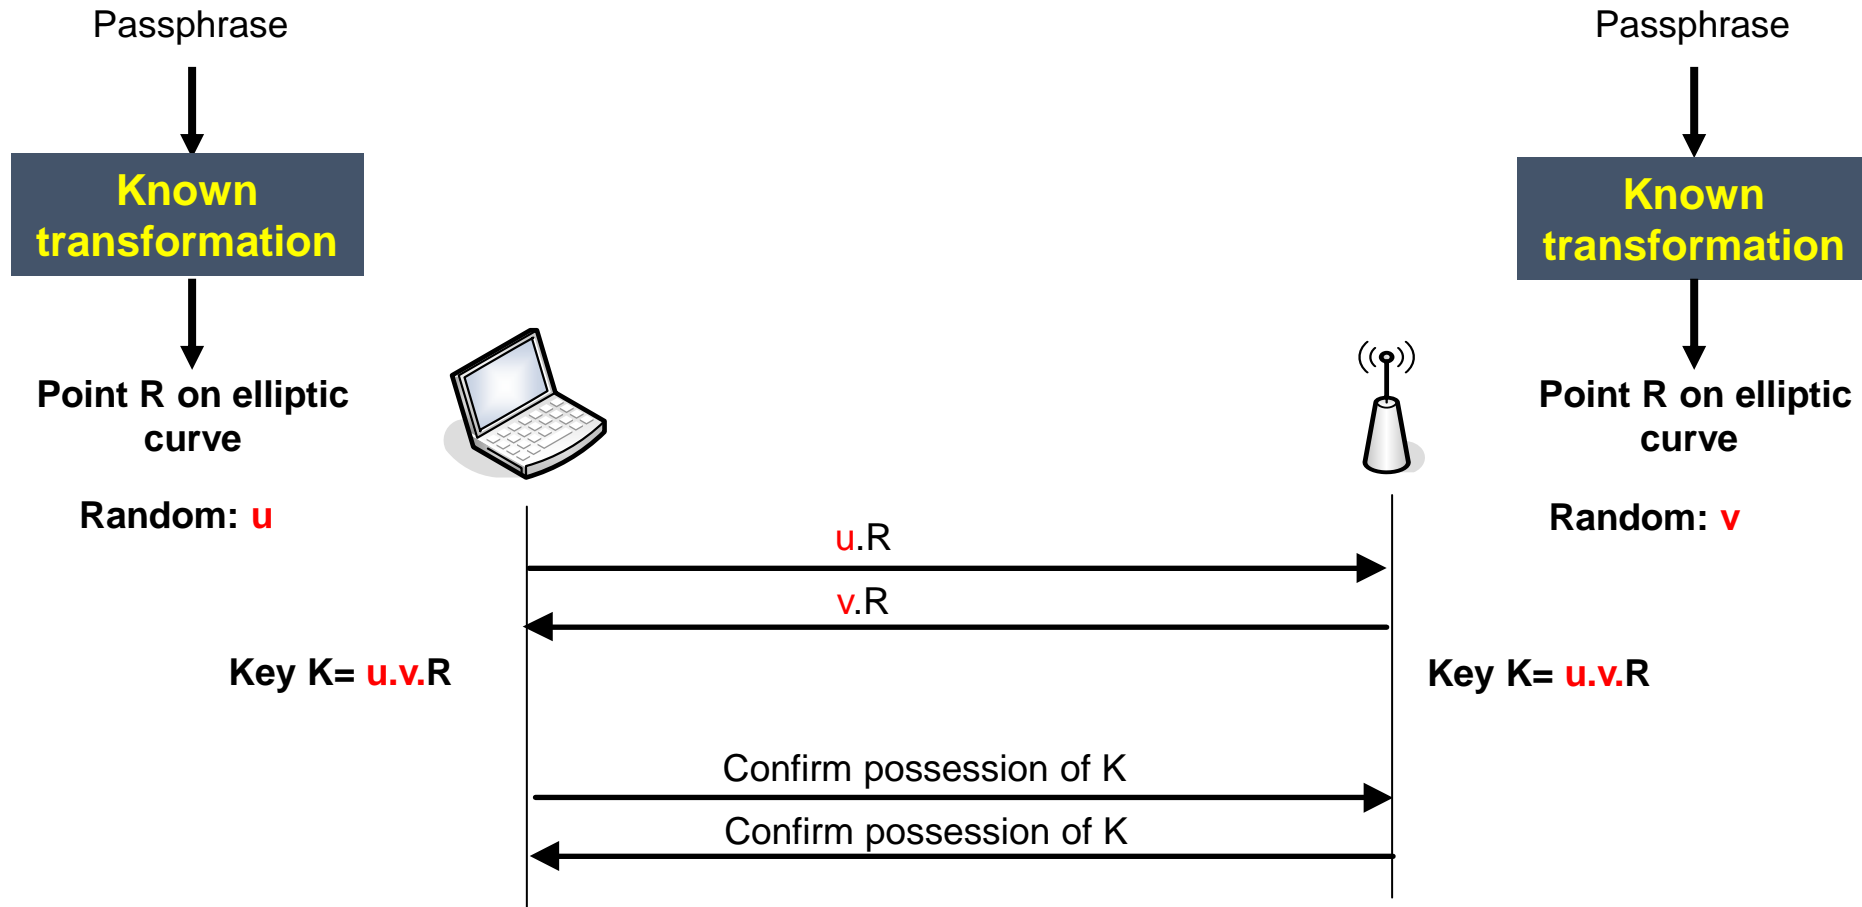 Passphrase
Passphrase
Known
transformation
Known
transformation
Point R on elliptic
curve
Point R on elliptic
curve
Random: u
Random: v
u.R
v.R
Key K= u.v.R
Key K= u.v.R
Confirm possession of K
Confirm possession of K